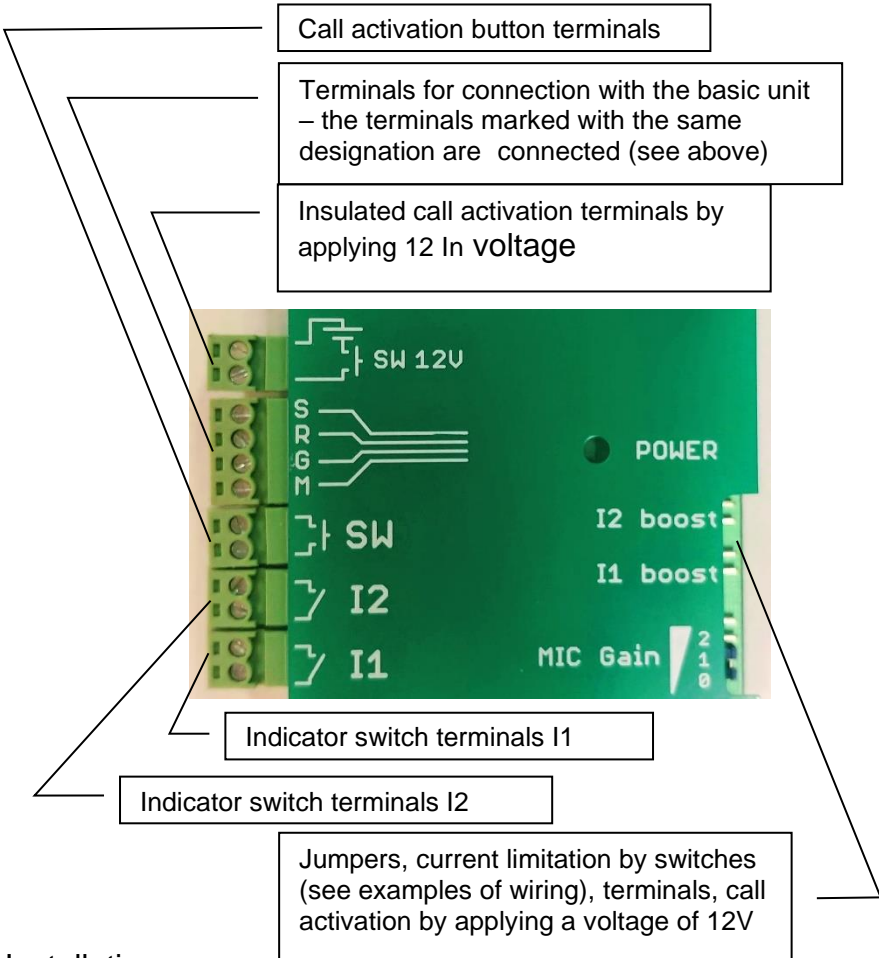 Call activation button terminals
Terminals for connection with the basic unit
– the terminals marked with the same
designation are connected (see above)
Insulated call activation terminals by
applying 12 In voltage
SW 12V
S
R
G
M
POWER
SW
I2 boost
I1 boost
I2
MIC Gain
2
1
0
I1
Indicator switch terminals I1
Indicator switch terminals I2
Jumpers, current limitation by switches
(see examples of wiring), terminals, call
activation by applying a voltage of 12V